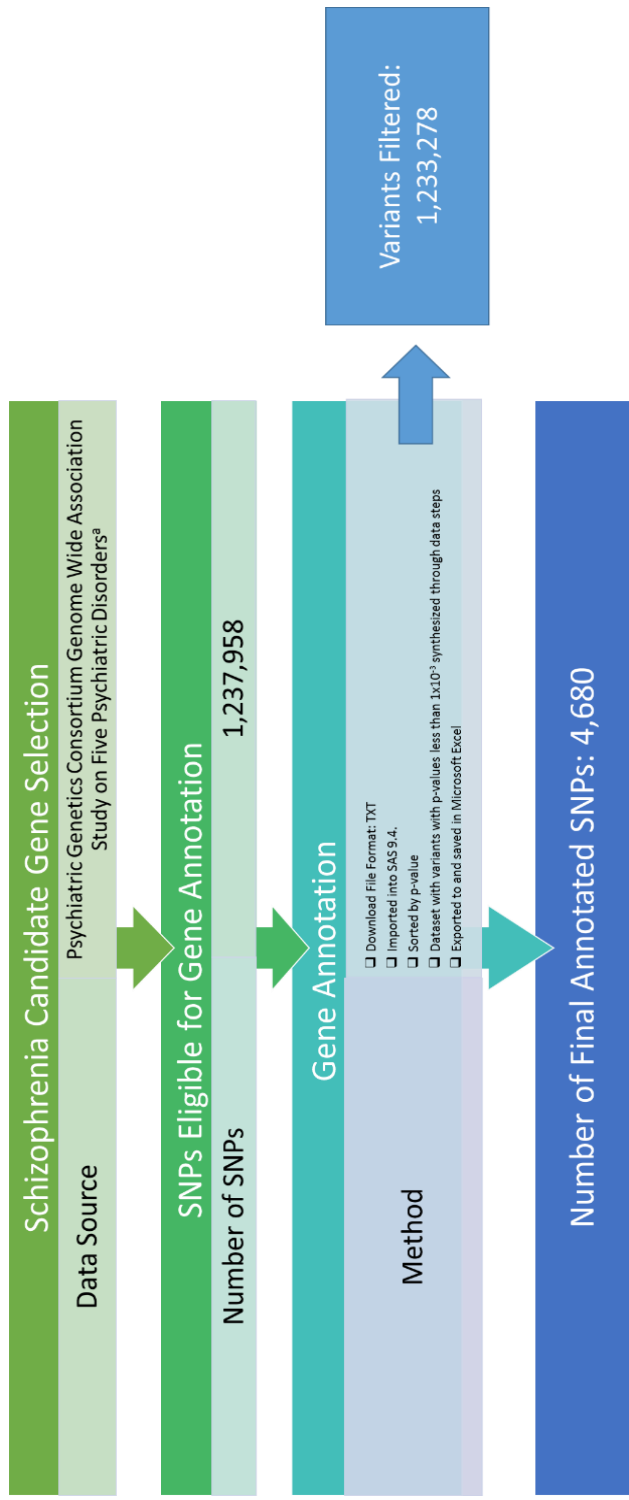 Schizophrenia Candidate Gene Selection
Data Source
Psychiatric Genetics Consortium Genome Wide Association
Study on Five Psychiatric Disordersᵃ
SNPs Eligible for Gene Annotation
Number of SNPs
1,237,958
Gene Annotation
Method
❑ Download File Format: TXT
❑ Imported into SAS 9.4.
❑ Sorted by p-value
❑ Dataset with variants with p-values less than 1x10⁻³ synthesized through data steps
❑ Exported to and saved in Microsoft Excel
Variants Filtered:
1,233,278
Number of Final Annotated SNPs: 4,680